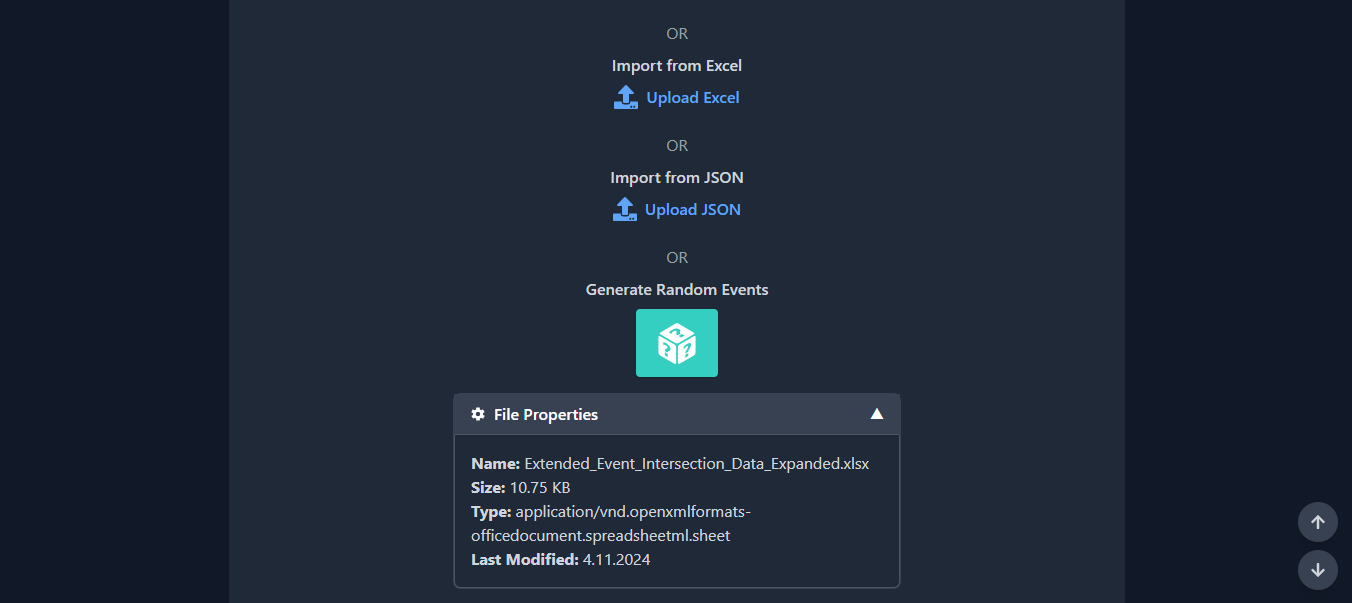 OR
Import from Excel
Upload Excel
OR
Import from JSON
Upload JSON
OR
Generate Random Events
File Properties
Name: Extended_Event_Intersection_Data_Expanded.xlsx
Size: 10.75 KB
Type: application/vnd.openxmlformats-
officedocument.spreadsheetml.sheet
Last Modified: 4.11.2024